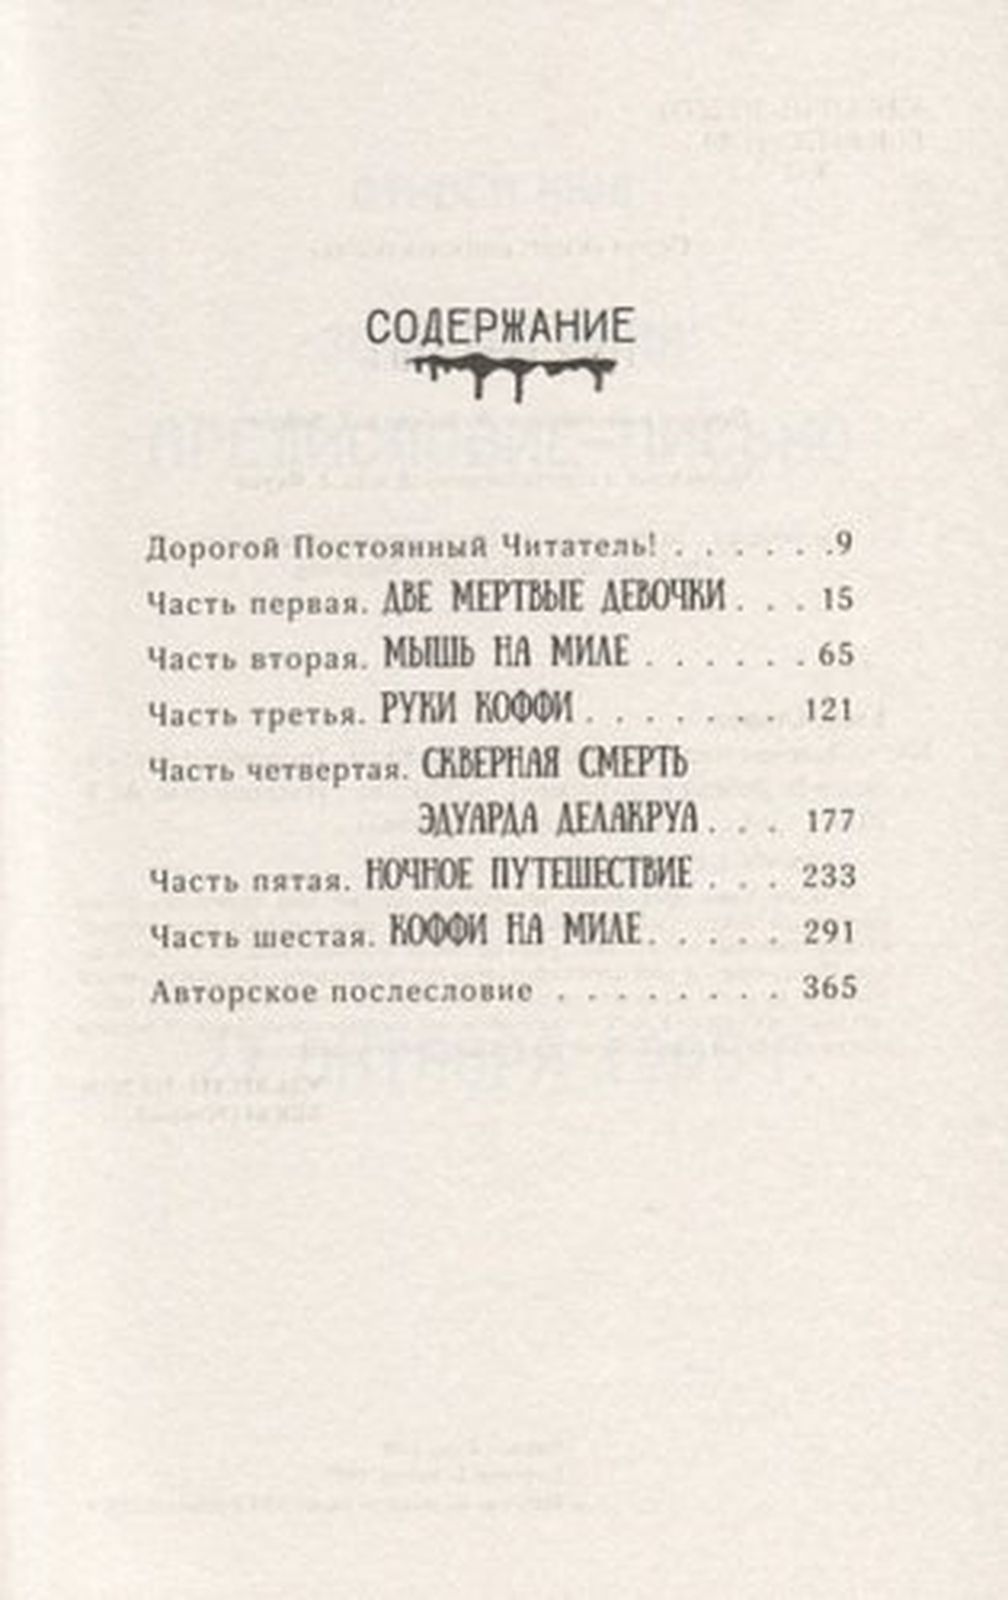 СОДЕРЖАНИЕ
Дорогой Постоянный Читатель! . . . . . . .9
Часть первая. ДВЕ МЕРТВЫЕ ДЕВОЧКИ . . . 15
Часть вторая. МЫШЬ НА МИЛЕ . . . . . . 65
Часть третья. РУКИ КОФФИ . . . . . . . 121
Часть четвертая. СКВЕРНАЯ СМЕРТЬ
ЭДУАРДА ДЕЛАКРУА . . . 177
Часть пятая. НОЧНОЕ ПУТЕШЕСТВИЕ . . . 233
Часть шестая. КОФФИ НА МИЛЕ . . . . . 291
Авторское послесловие . . . . . . . . 365